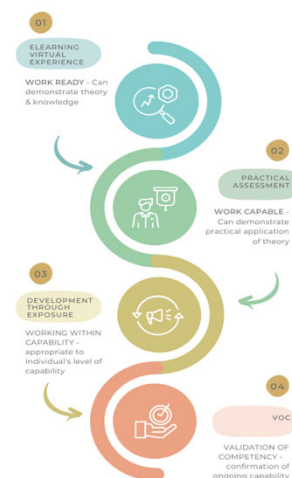 01
ELEARNING
VIRTUAL
EXPERIENCE
WORK READY - Can
demonstrate theory
& knowledge
02
PRACTICAL
ASSESSMENT
WORK CAPABLE -
Can demonstrate
practical application
of theory
03
DEVELOPMENT
THROUGH
EXPOSURE
WORKING WITHIN
CAPABILITY -
appropriate to
individual's level of
capability
04
VOC
VALIDATION OF
COMPETENCY -
confirmation of
ongoing capability